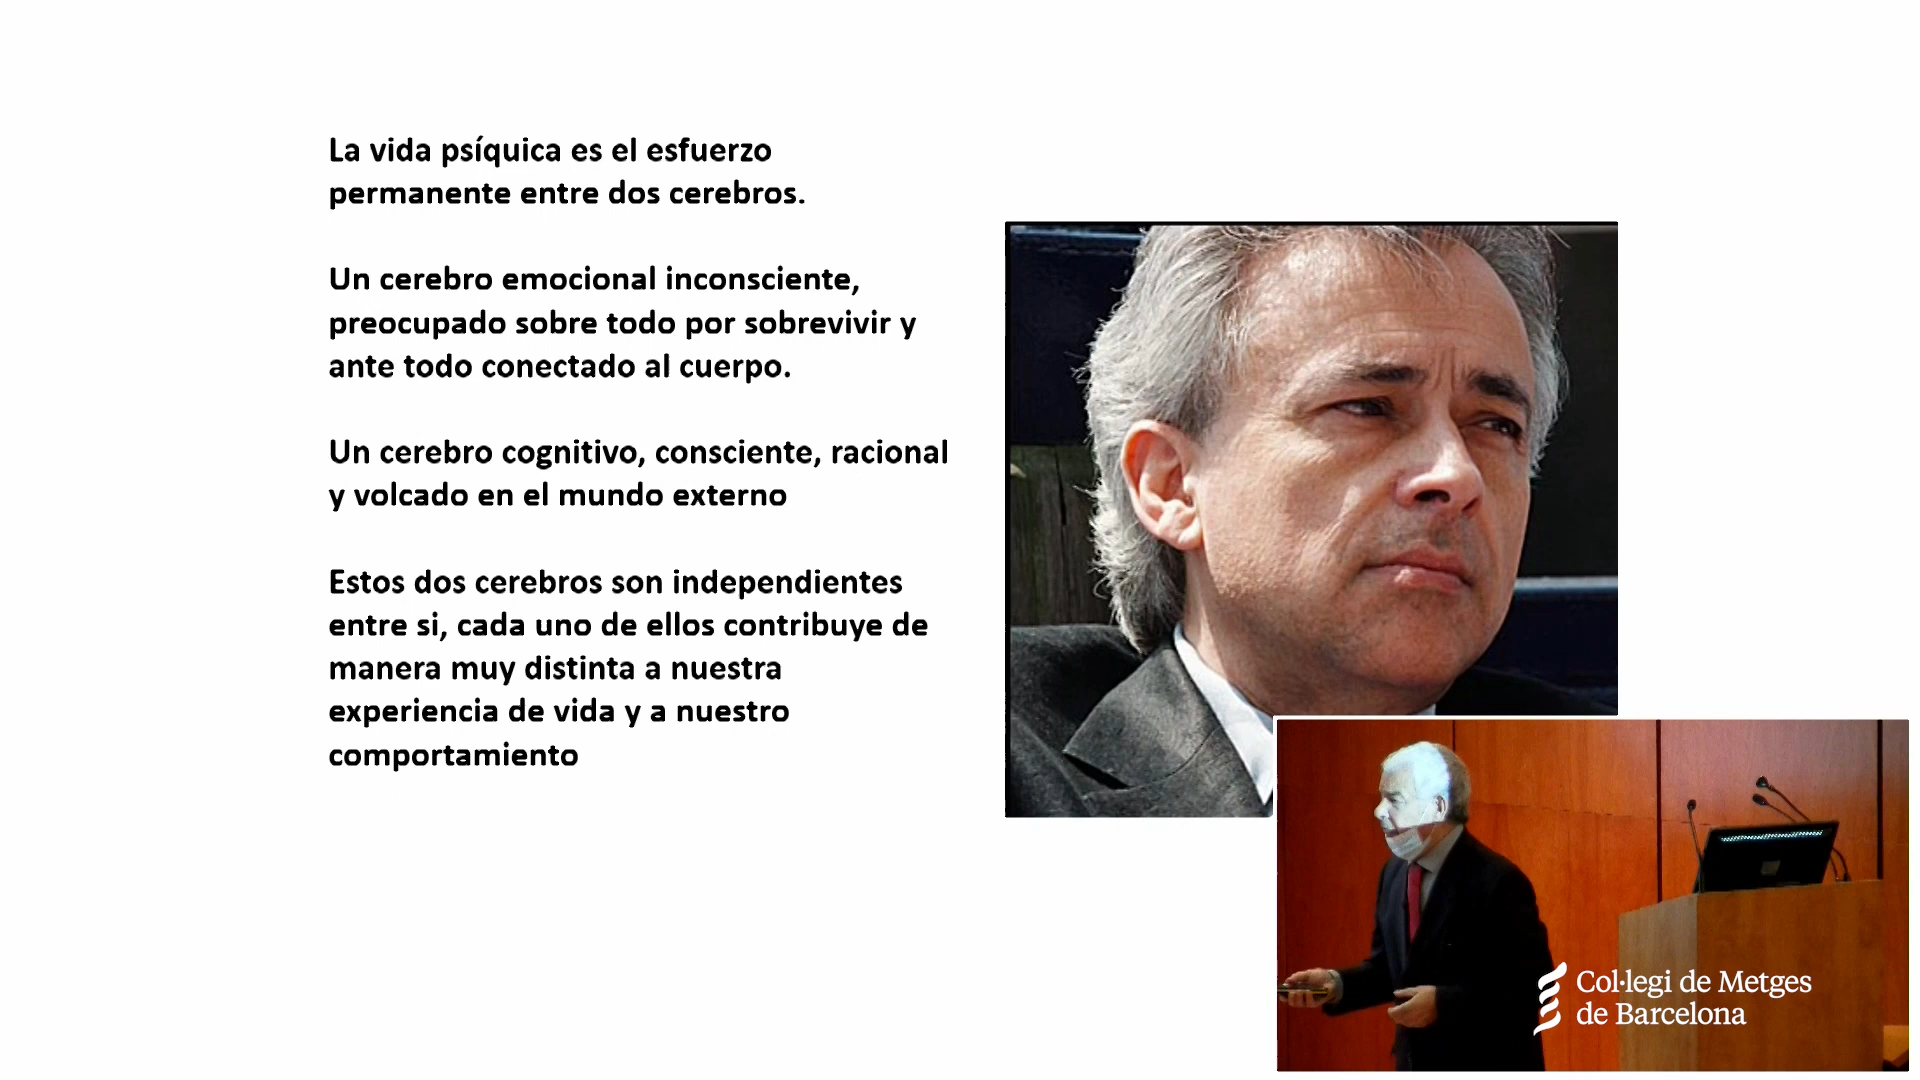 La vida psíquica es el esfuerzo
permanente entre dos cerebros.
Un cerebro emocional inconsciente,
preocupado sobre todo por sobrevivir y
ante todo conectado al cuerpo.
Un cerebro cognitivo, consciente, racional
y volcado en el mundo externo
Estos dos cerebros son independientes
entre si, cada uno de ellos contribuye de
manera muy distinta a nuestra
experiencia de vida y a nuestro
comportamiento
Col·legi de Metges
de Barcelona